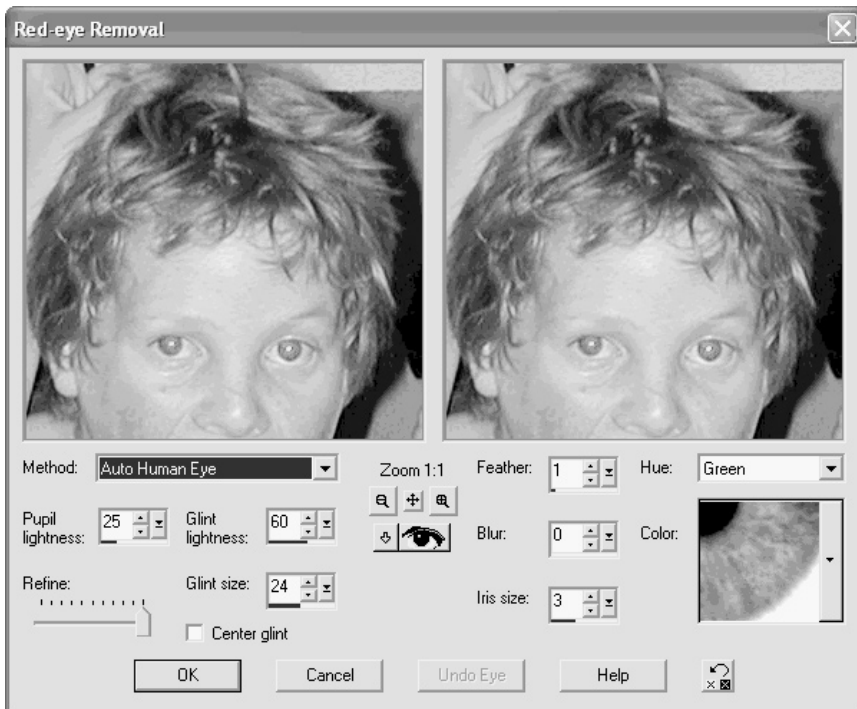 Red-eye Removal
Method: Auto Human Eye
Zoom 1:1
Feather: 1
Hue: Green
Pupil lightness: 25
Glint lightness: 60
Blur: 0
Color:
Refine:
Glint size: 24
Iris size: 3
Center glint
OK Cancel Undo Eye Help